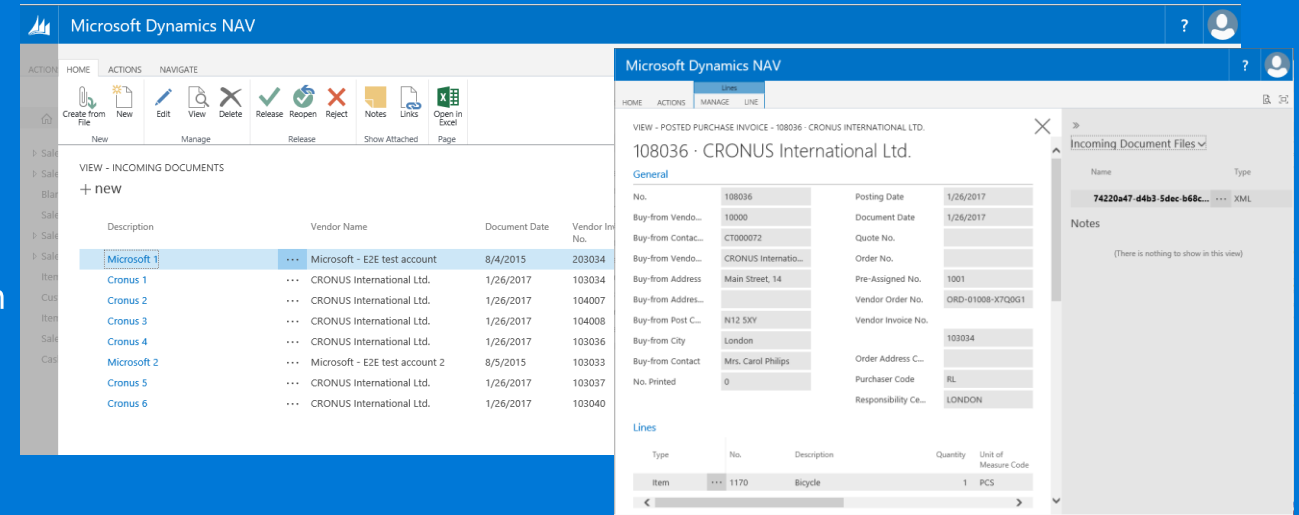 Microsoft Dynamics NAV ?
ACTION HOME ACTIONS NAVIGATE
Create from File New Edit View Delete Release Reopen Reject Notes Links Open in Excel
New Manage Release Show Attached Page
VIEW - INCOMING DOCUMENTS
+ new
Description Vendor Name Document Date Vendor In
No.
Microsoft 1 ... Microsoft - E2E test account 8/4/2015 203034
Cronus 1 ... CRONUS International Ltd. 1/26/2017 103034
Cronus 2 ... CRONUS International Ltd. 1/26/2017 104007
Cronus 3 ... CRONUS International Ltd. 1/26/2017 104008
Cronus 4 ... CRONUS International Ltd. 1/26/2017 103036
Microsoft 2 ... Microsoft - E2E test account 2 8/5/2015 103033
Cronus 5 ... CRONUS International Ltd. 1/26/2017 103037
Cronus 6 ... CRONUS International Ltd. 1/26/2017 103040
Sale
Sale
Blan
Sale
Sale
Sale
Item
Cus
Item
Sale
Cas
n
Microsoft Dynamics NAV ?
Lines
HOME ACTIONS MANAGE LINE
VIEW - POSTED PURCHASE INVOICE - 108036 · CRONUS INTERNATIONAL LTD.
108036 · CRONUS International Ltd.
General
No. 108036 Posting Date 1/26/2017
Buy-from Vendo... 10000 Document Date 1/26/2017
Buy-from Contac... CT000072 Quote No.
Buy-from Vendo... CRONUS Internatio... Order No.
Buy-from Address Main Street, 14 Pre-Assigned No. 1001
Buy-from Addres... Vendor Order No. ORD-01008-X7Q0G1
Buy-from Post C... N12 5XY Vendor Invoice No.
Buy-from City London 103034
Buy-from Contact Mrs. Carol Philips Order Address C...
No. Printed 0 Purchaser Code RL
Responsibility Ce... LONDON
Lines
Type No. Description Quantity Unit of Measure Code
Item ... 1170 Bicycle 1 PCS
Incoming Document Files
Name Type
74220a47-d4b3-5dec-b68c... ... XML
Notes
(There is nothing to show in this view)